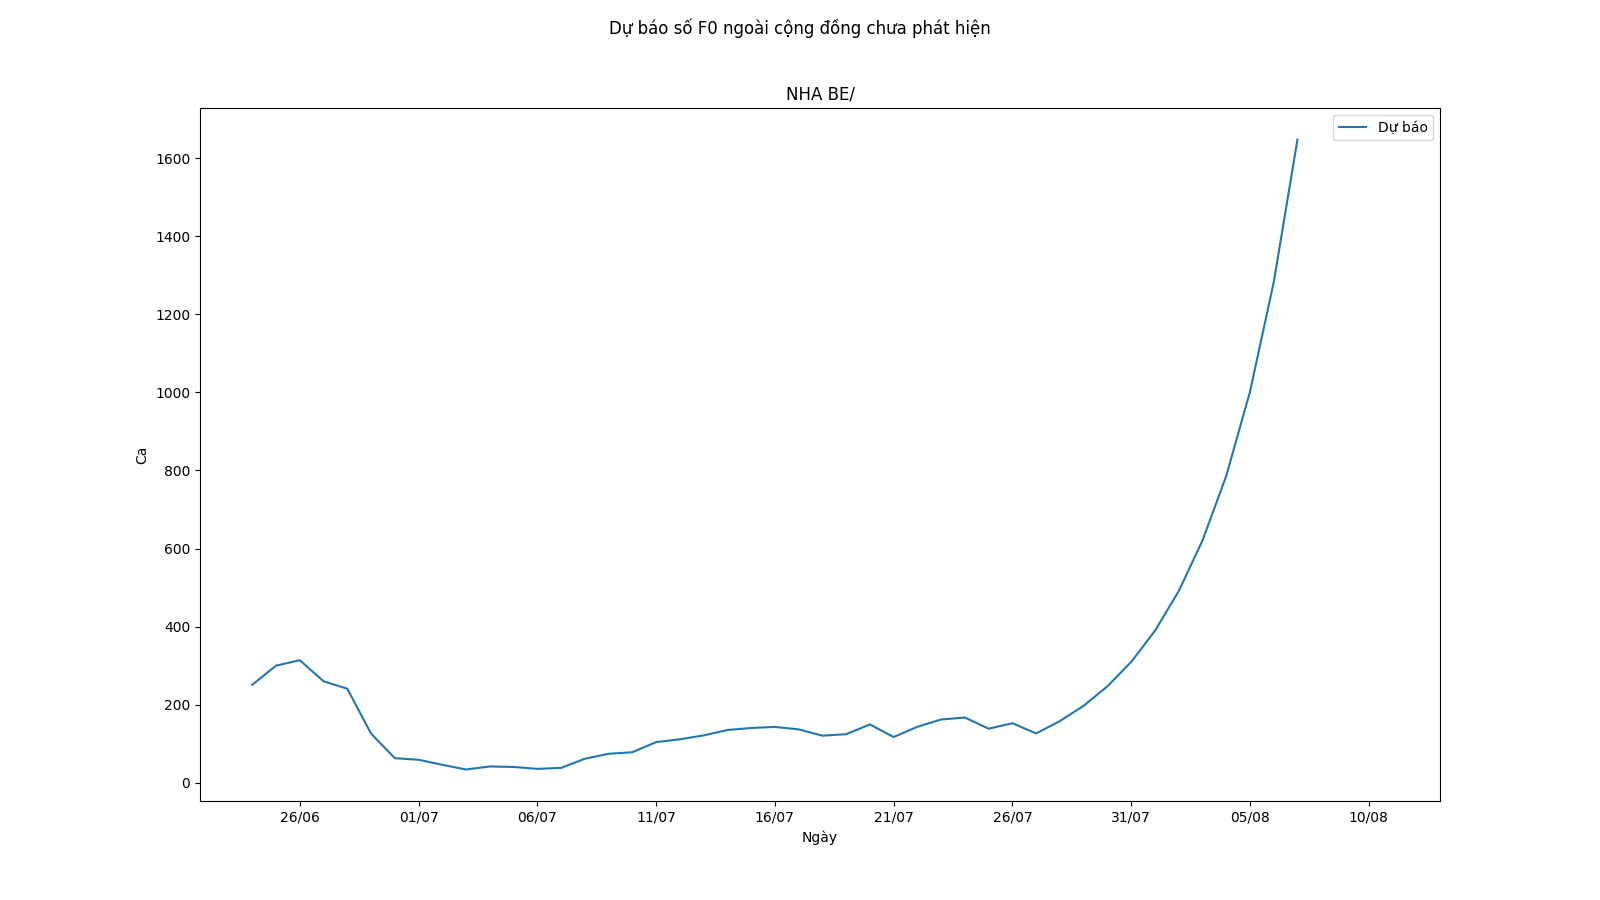 Dự báo số F0 ngoài cộng đồng chưa phát hiện
NHA BE/
Dự báo
1600
1400
1200
1000
800
600
400
200
0
Ca
26/06 01/07 06/07 11/07 16/07 21/07 26/07 31/07 05/08 10/08
Ngày